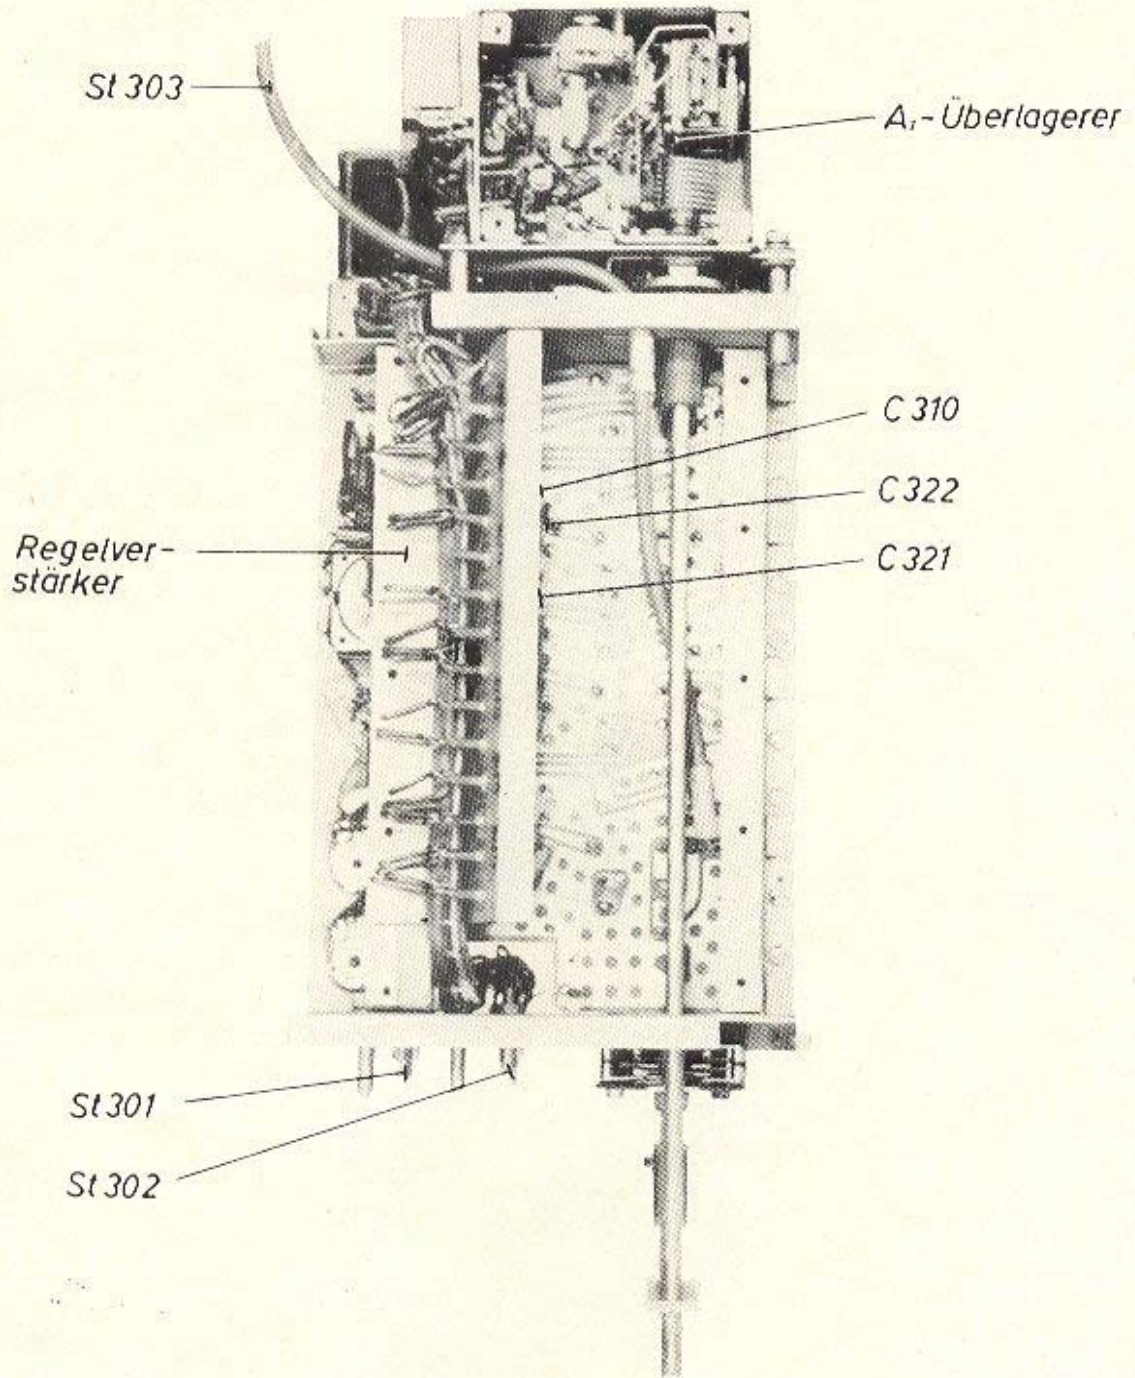 St 303
A₁-Überlagerer
C 310
C 322
C 321
Regelver-
stärker
St 301
St 302